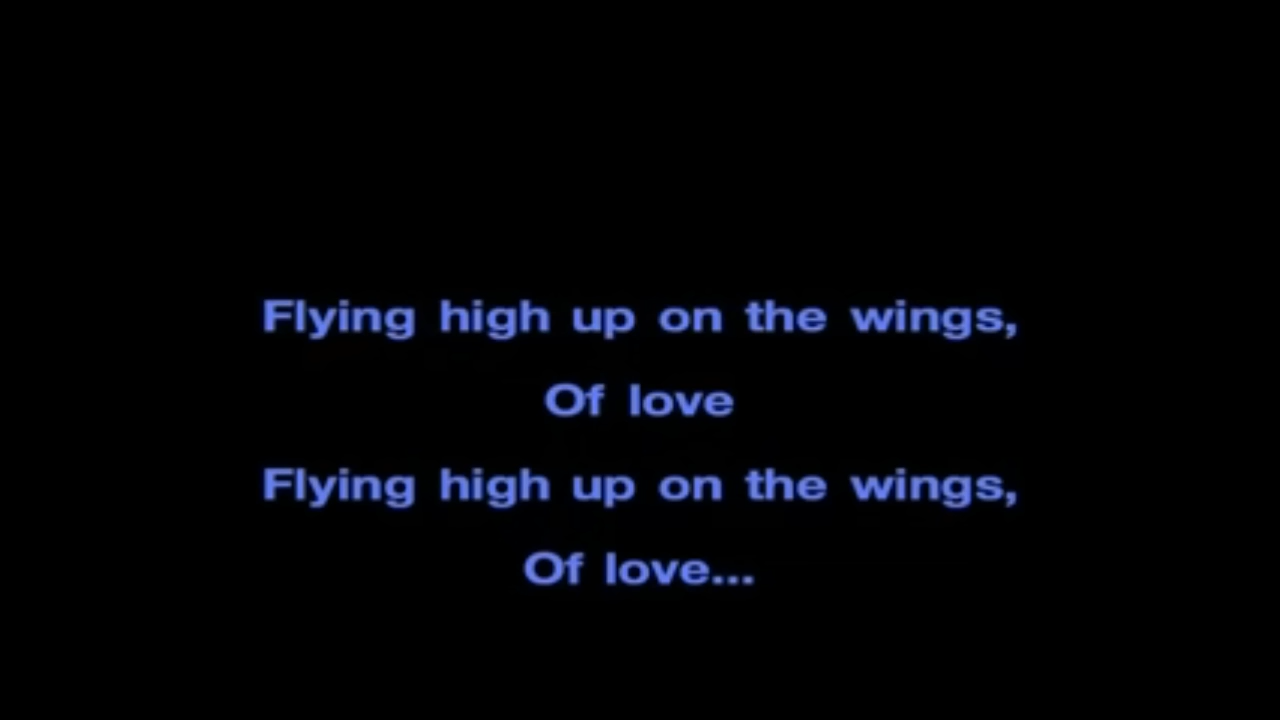 Flying high up on the wings,
Of love
Flying high up on the wings,
Of love...